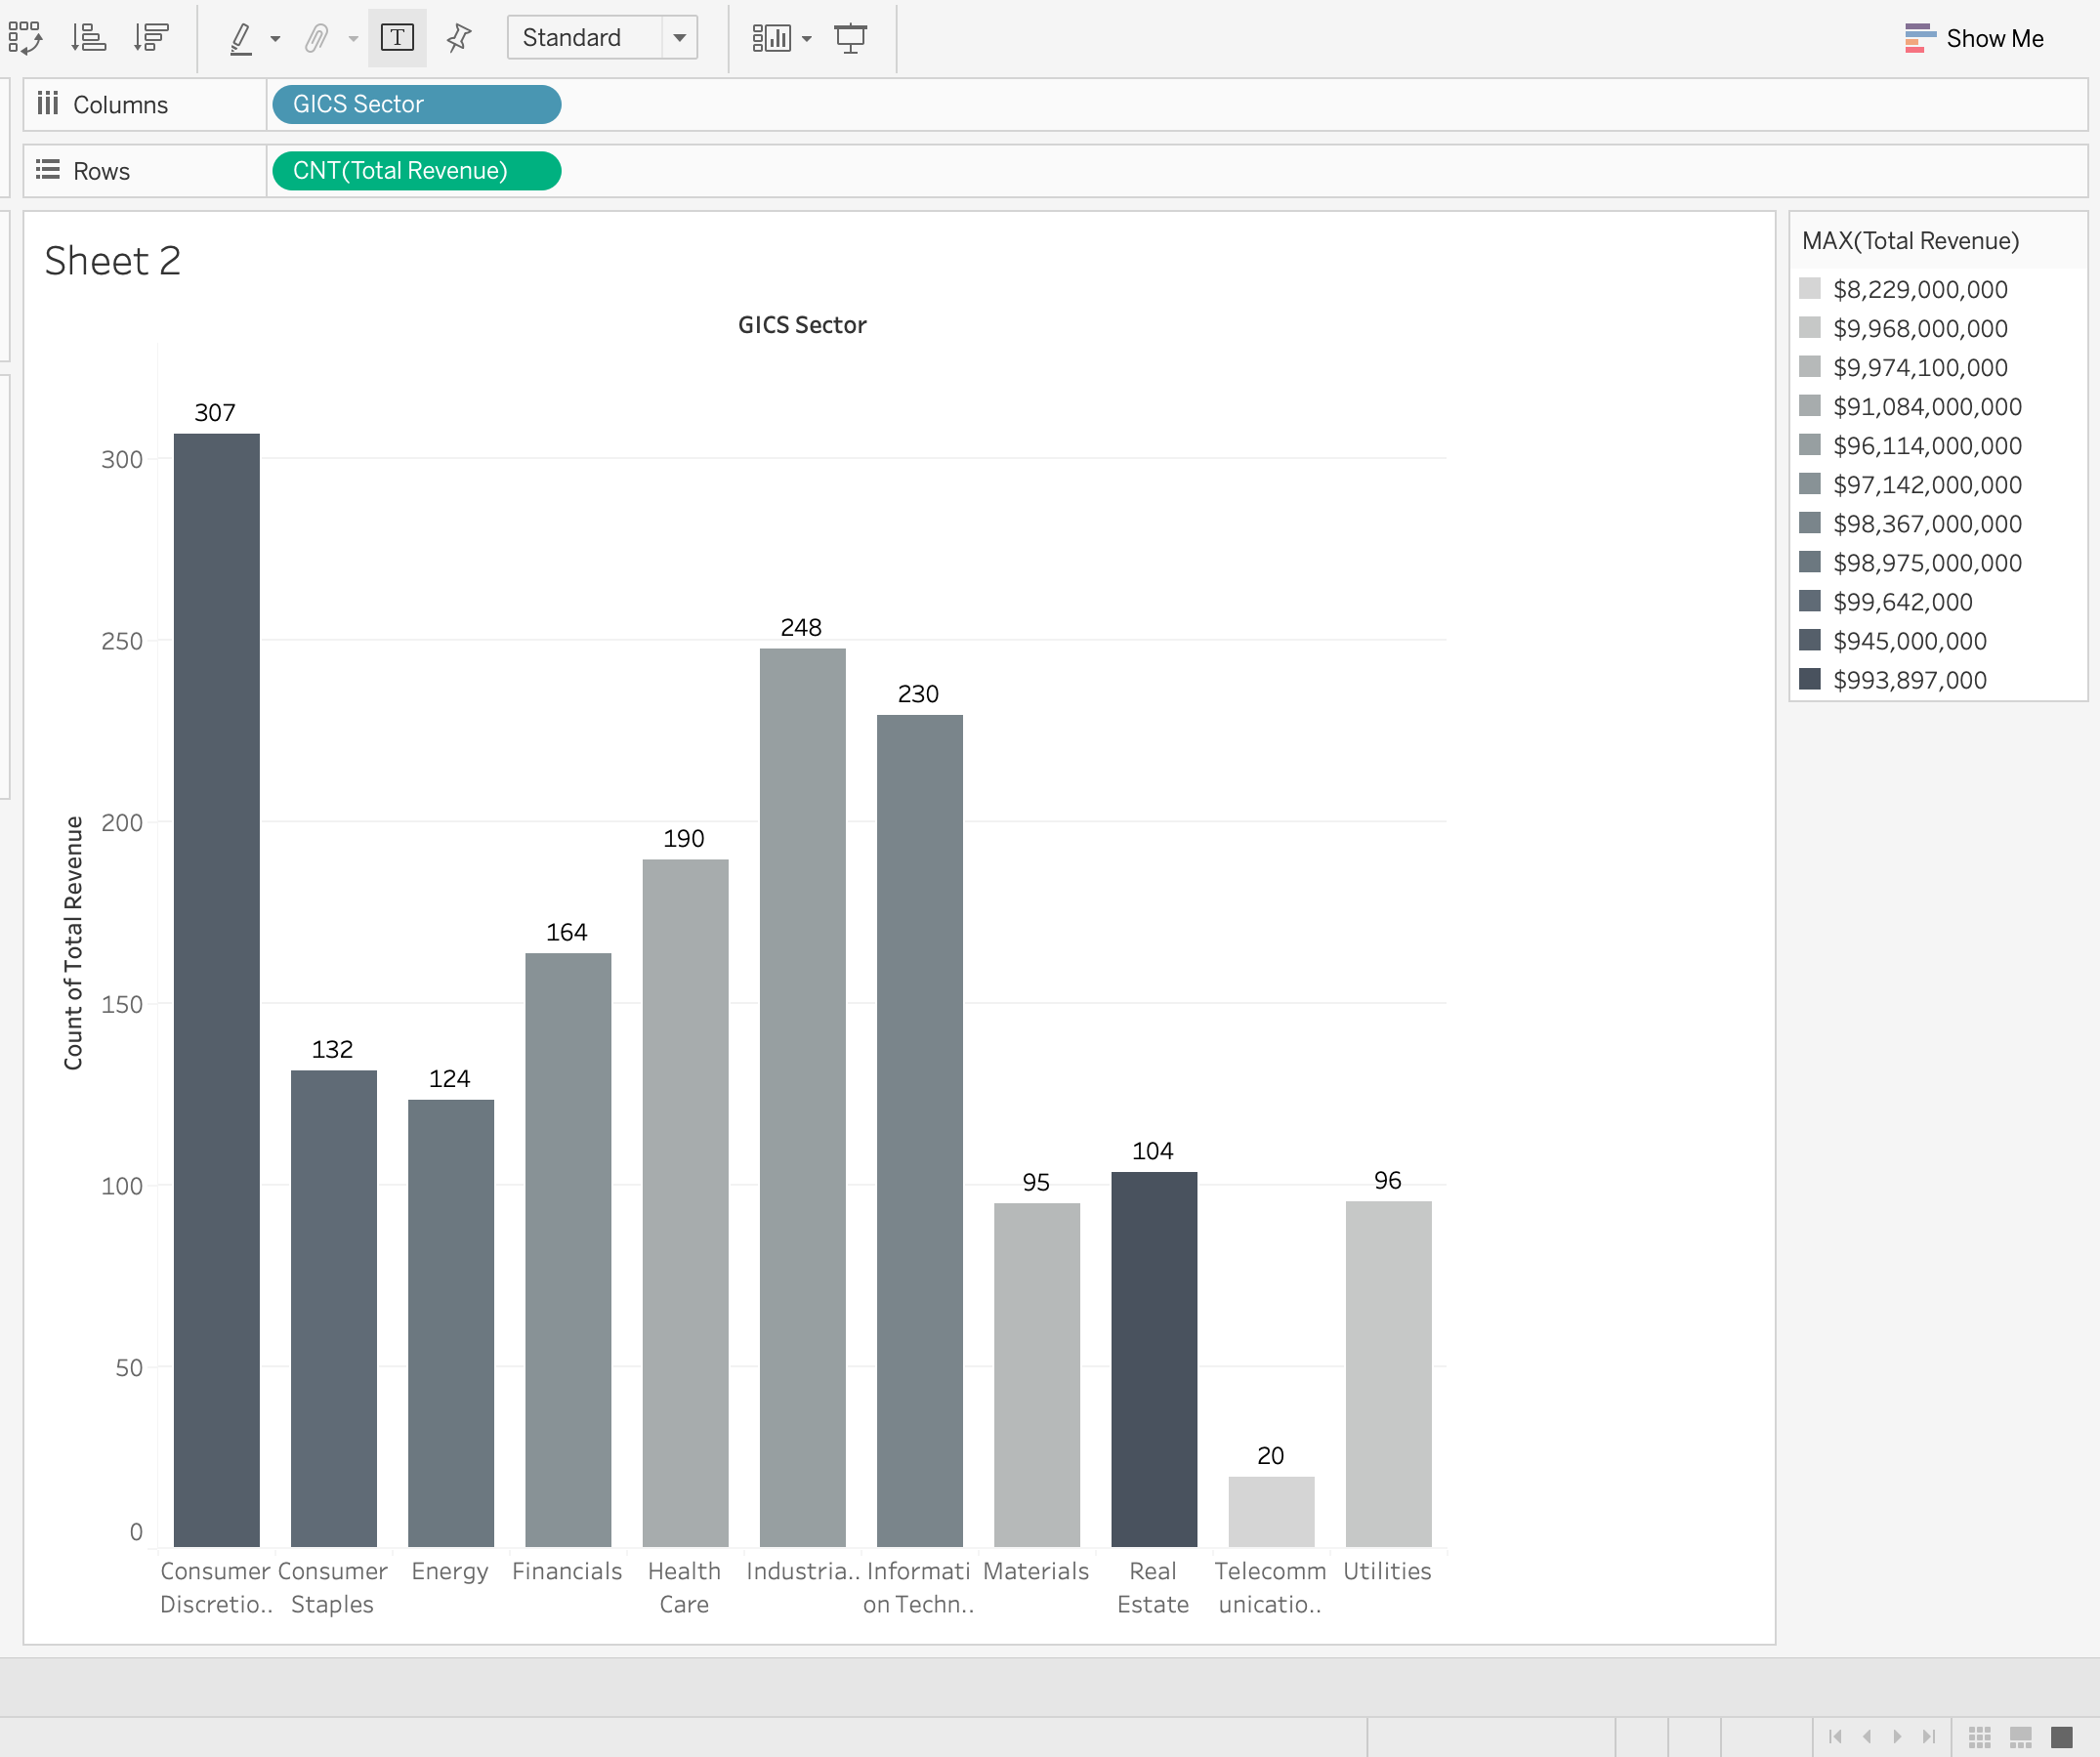 T Standard Show Me
Columns GICS Sector
Rows CNT(Total Revenue)
Sheet 2
GICS Sector
Count of Total Revenue
300
250
200
150
100
50
0
307
132
124
164
190
248
230
95
104
20
96
Consumer Discretio..
Consumer Staples
Energy
Financials
Health Care
Industria..
Informati
on Techn..
Materials
Real Estate
Telecomm
unicatio..
Utilities
MAX(Total Revenue)
$8,229,000,000
$9,968,000,000
$9,974,100,000
$91,084,000,000
$96,114,000,000
$97,142,000,000
$98,367,000,000
$98,975,000,000
$99,642,000
$945,000,000
$993,897,000